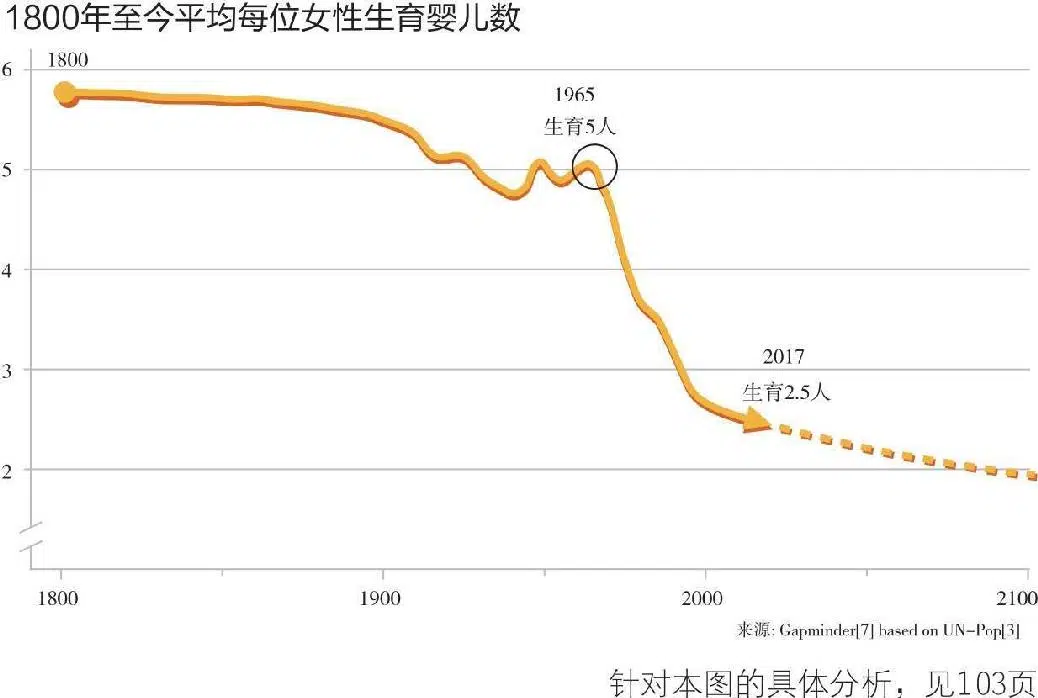 1800年至今平均每位女性生育婴儿数
6
1800
1965
生育5人
5
4
3
2017
生育2.5人
2
1800
1900
2000
2100
来源: Gapminder[7] based on UN-Pop[3]
针对本图的具体分析，见103页